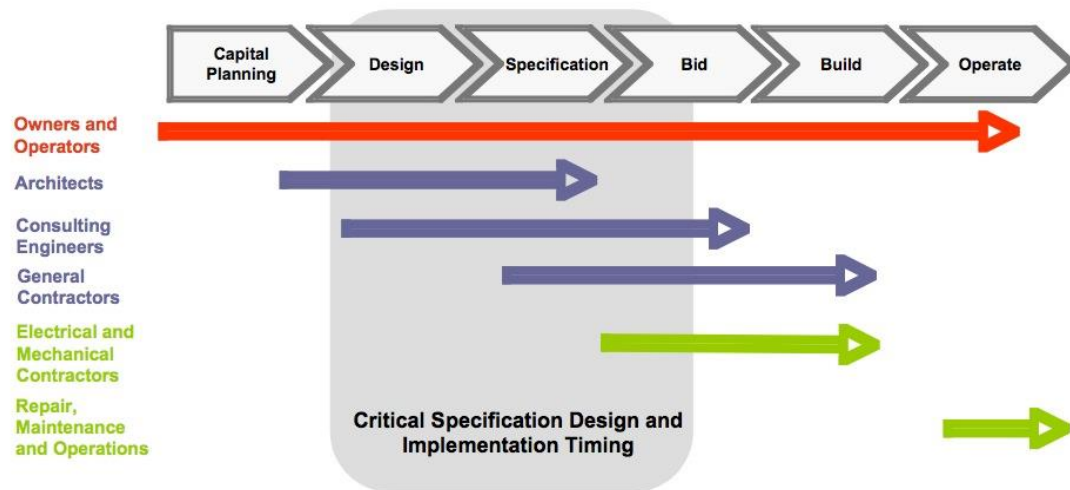 Capital
Planning
Design
Specification
Bid
Build
Operate
Owners and
Operators
Architects
Consulting
Engineers
General
Contractors
Electrical and
Mechanical
Contractors
Repair,
Maintenance
and Operations
Critical Specification Design and
Implementation Timing